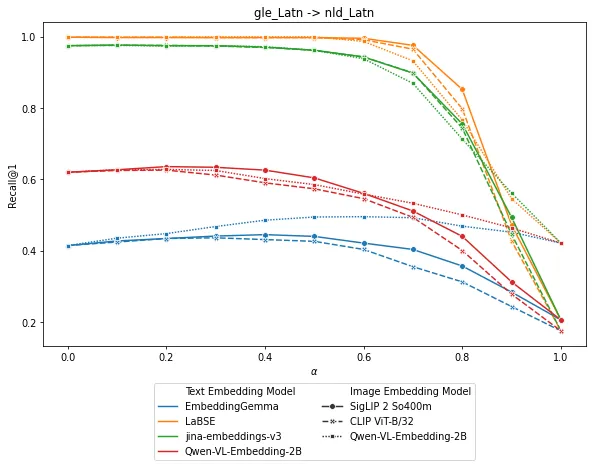 gle_Latn -> nld_Latn
Recall@1
1.0
0.8
0.6
0.4
0.2
0.0 0.2 0.4 0.6 0.8 1.0
α
Text Embedding Model Image Embedding Model
EmbeddingGemma SigLIP 2 So400m
LaBSE CLIP ViT-B/32
jina-embeddings-v3 Qwen-VL-Embedding-2B
Qwen-VL-Embedding-2B